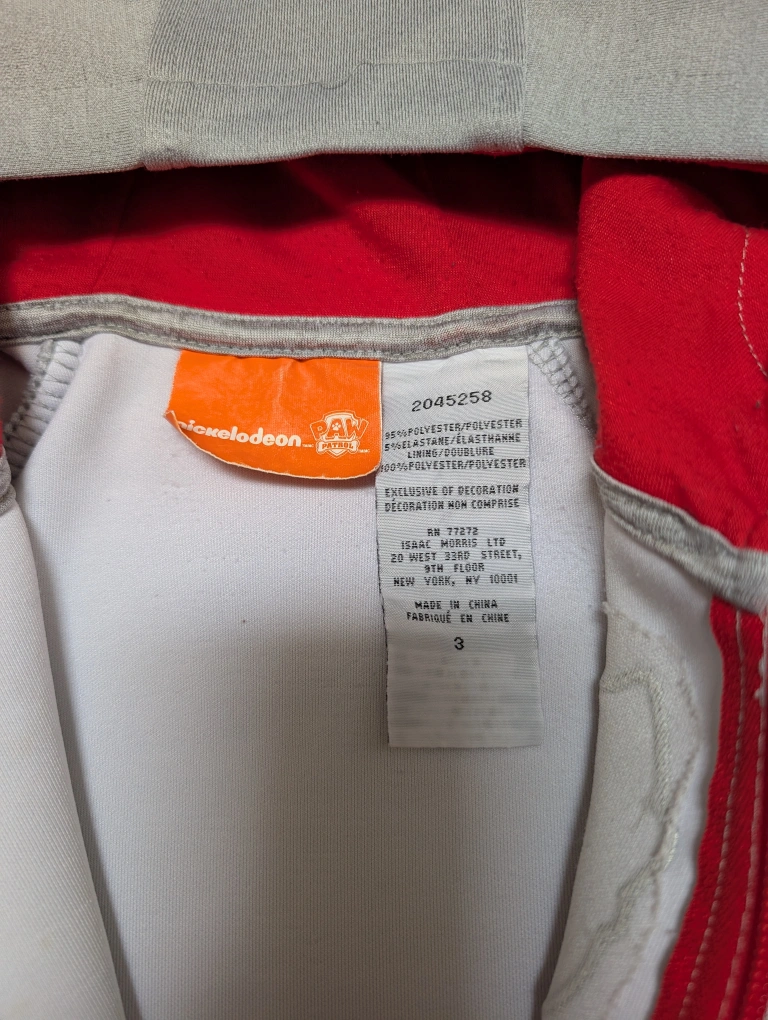 nickelodeon
PAW
PATROL
2045258
95%POLYESTER/POLYESTER
5%ELASTANE/ÉLASTHANNE
LINING/DOUBLURE
100%POLYESTER/POLYESTER
EXCLUSIVE OF DECORATION
DÉCORATION NON COMPRISE
RN 77272
ISAAC MORRIS LTD
20 WEST 33RD STREET,
9TH FLOOR
NEW YORK, NY 10001
MADE IN CHINA
FABRIQUÉ EN CHINE
3